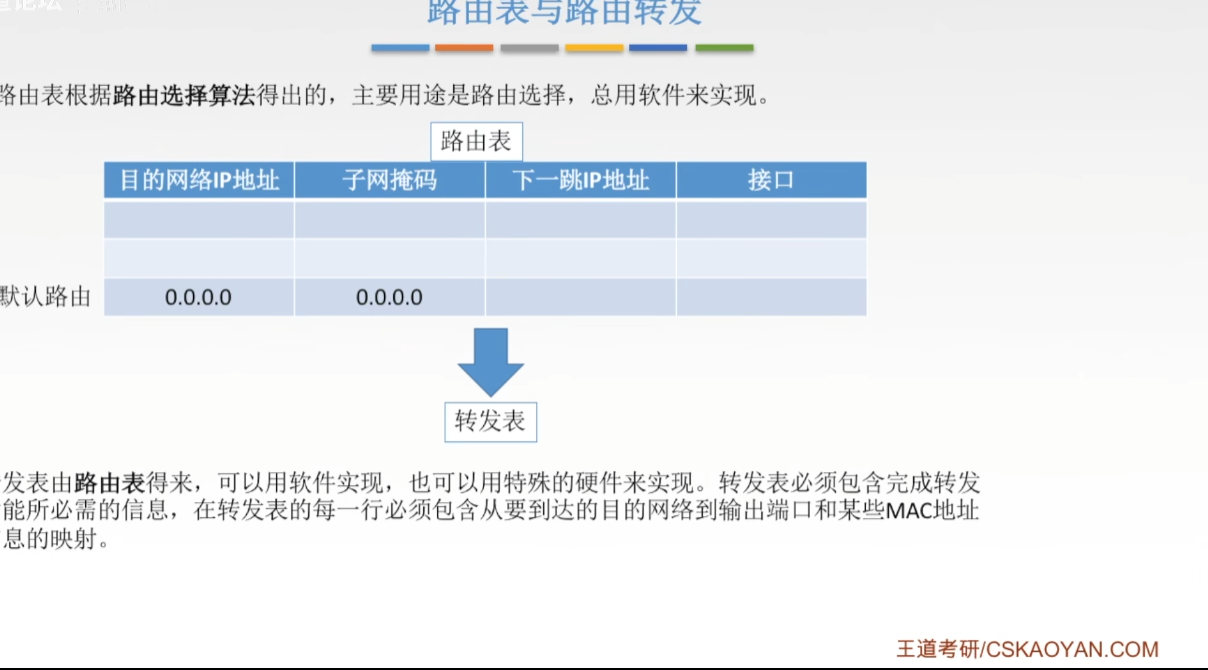 路由表与路由转发
路由表根据路由选择算法得出的，主要用途是路由选择，总用软件来实现。
路由表
目的网络IP地址 子网掩码 下一跳IP地址 接口
默认路由 0.0.0.0 0.0.0.0
转发表
发表由路由表得来，可以用软件实现，也可以用特殊的硬件来实现。转发表必须包含完成转发
能所必需的信息，在转发表的每一行必须包含从要到达的目的网络到输出端口和某些MAC地址
息的映射。
王道考研/CSKAOYAN.COM